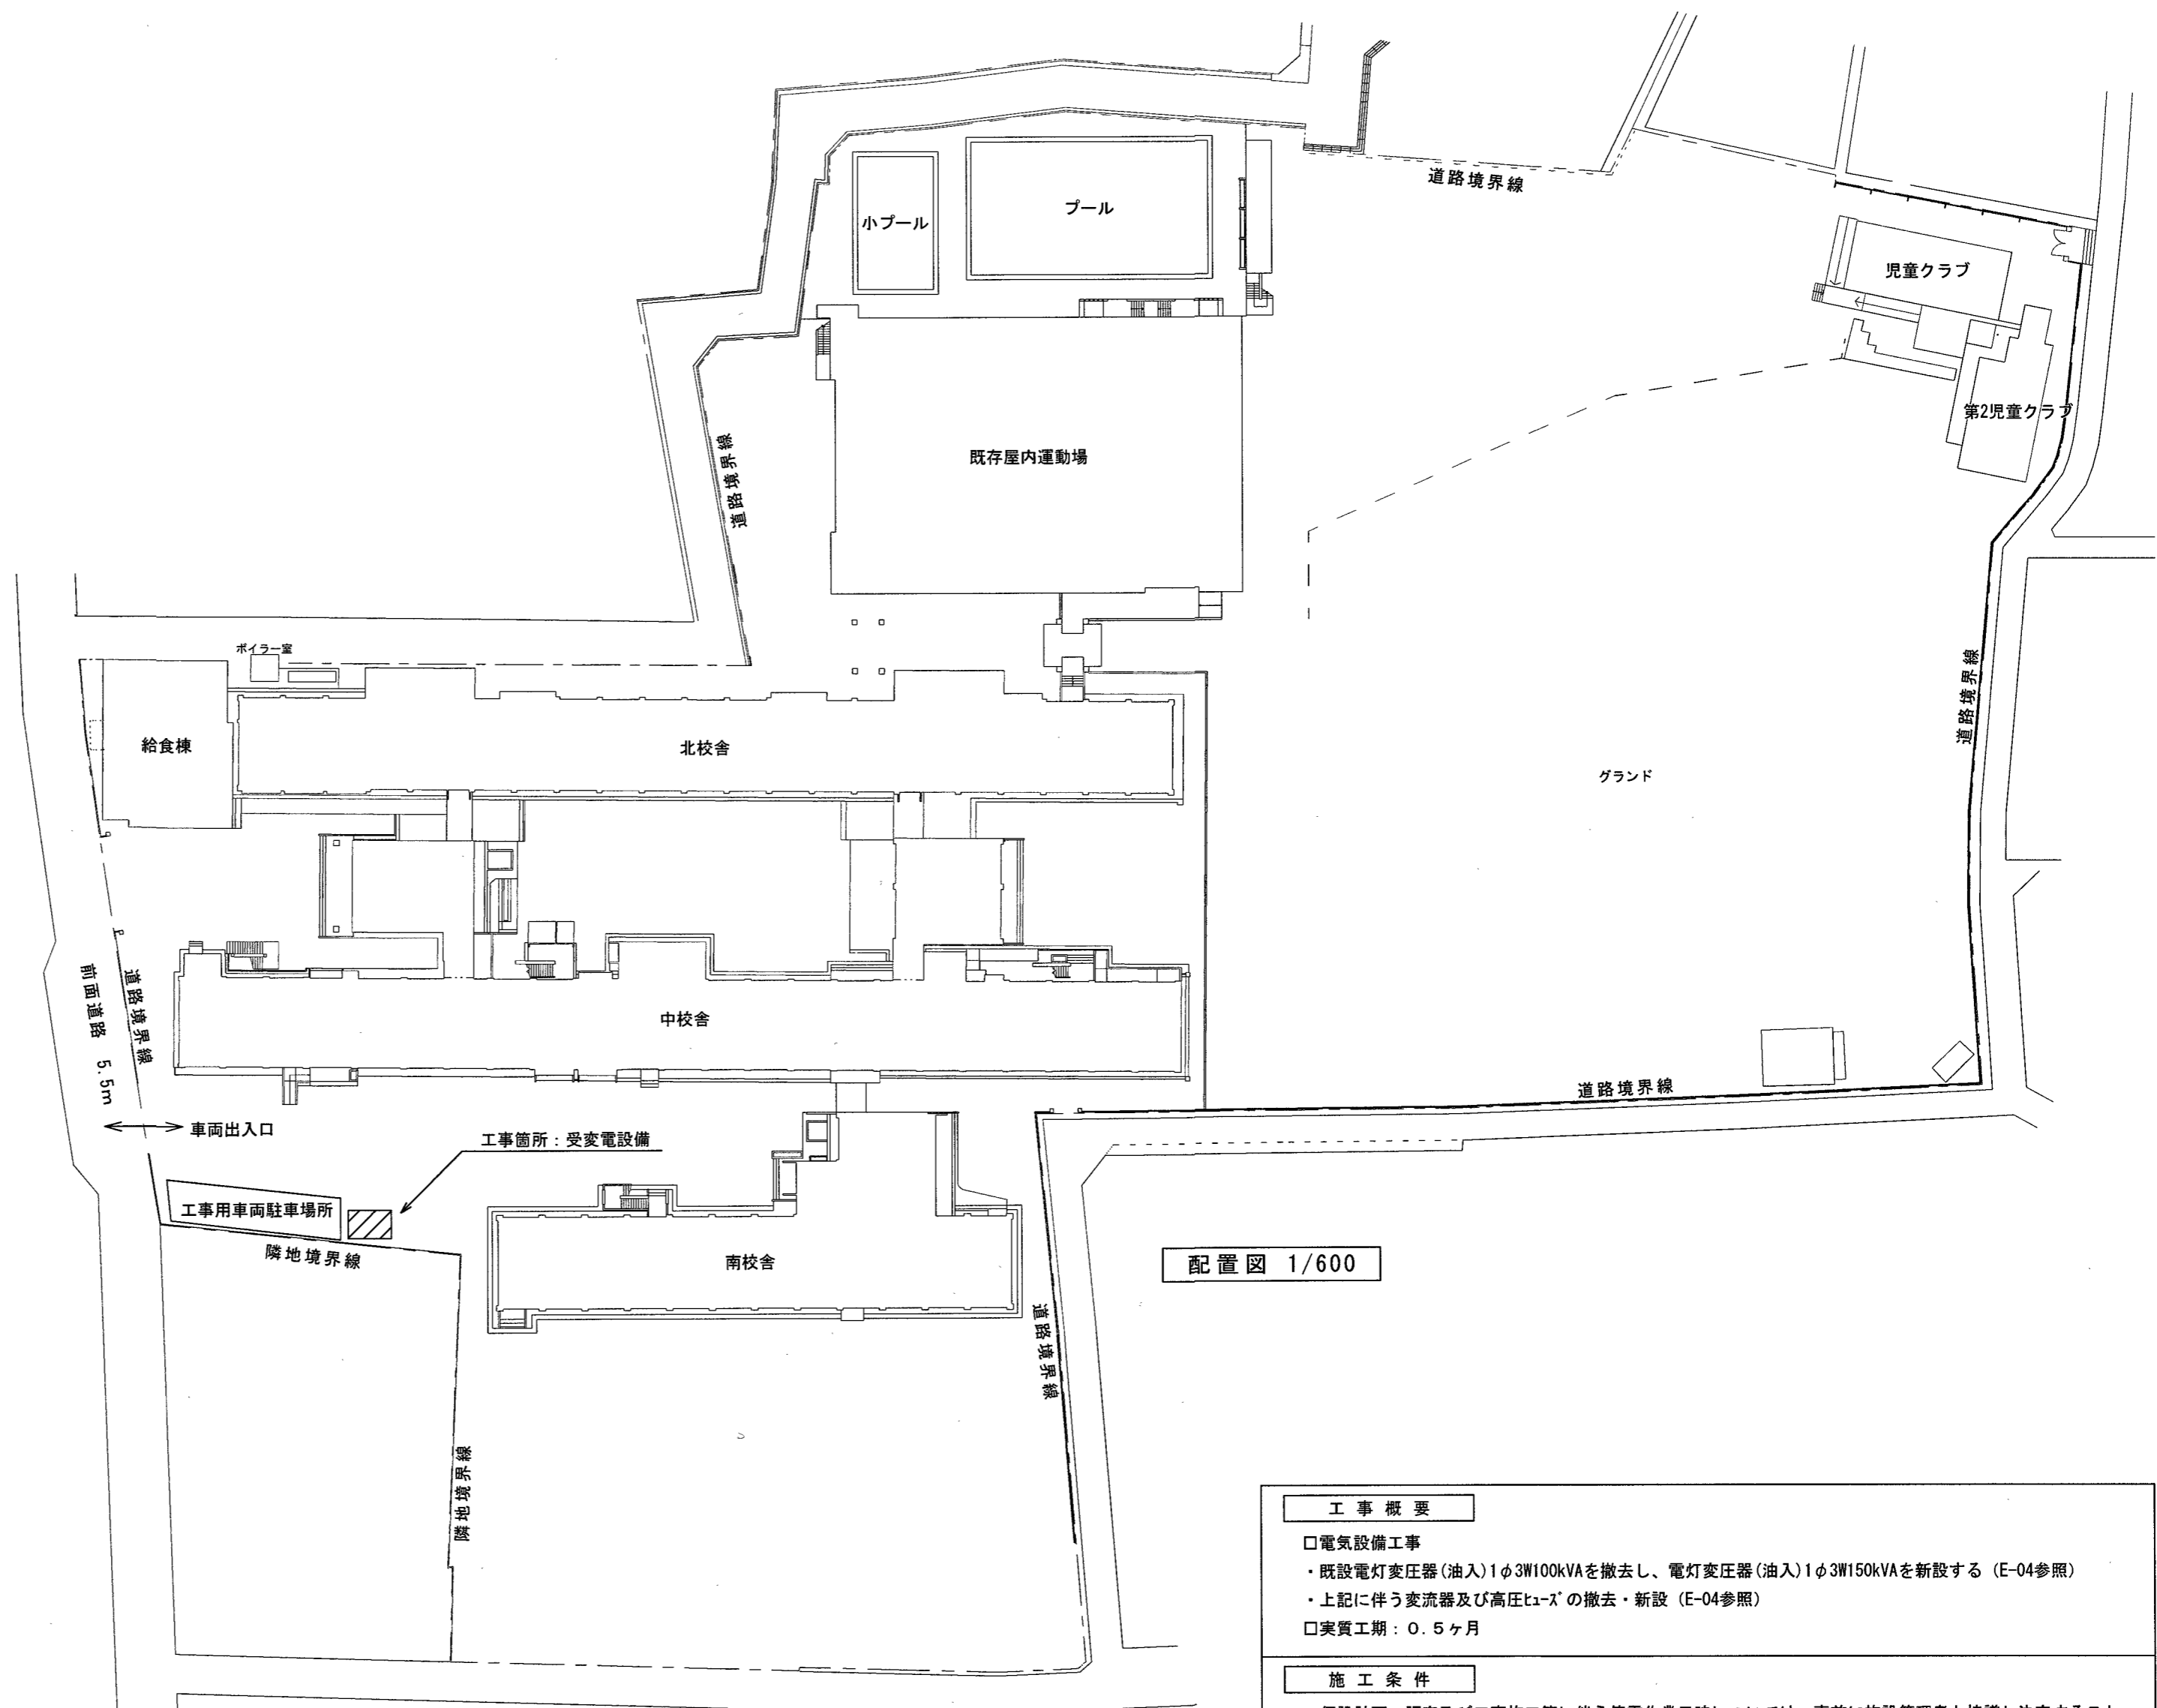 道路境界線
小プール
プール
児童クラブ
第2児童クラブ
道路境界線
既存屋内運動場
ボイラー室
給食棟
北校舎
グランド
道路境界線
前面道路 5.5m
道路境界線
中校舎
道路境界線
車両出入口
工事箇所：受変電設備
工事用車両駐車場所
隣地境界線
南校舎
配置図 1/600
道路境界線
隣地境界線
工事概要
□電気設備工事
・既設電灯変圧器(油入)1φ3W100kVAを撤去し、電灯変圧器(油入)1φ3W150kVAを新設する (E-04参照)
・上記に伴う変流器及び高圧ﾋｭｰｽﾞの撤去・新設 (E-04参照)
□実質工期：０.５ヶ月
施工条件